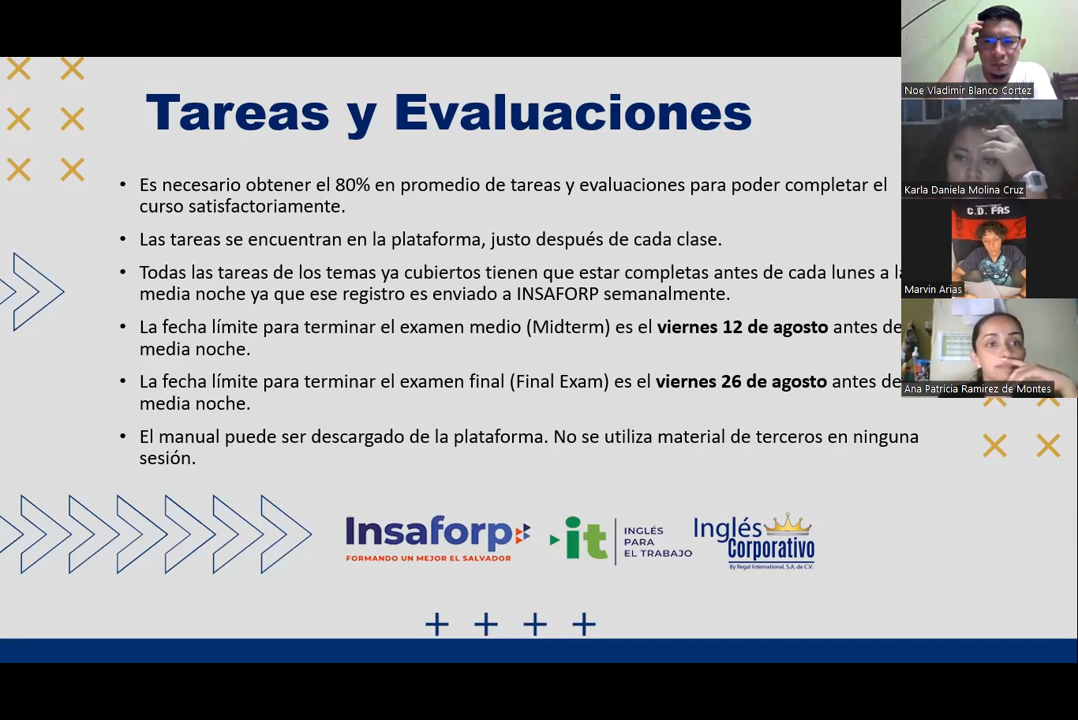 Tareas y Evaluaciones
• Es necesario obtener el 80% en promedio de tareas y evaluaciones para poder completar el
curso satisfactoriamente.
• Las tareas se encuentran en la plataforma, justo después de cada clase.
• Todas las tareas de los temas ya cubiertos tienen que estar completas antes de cada lunes a la
media noche ya que ese registro es enviado a INSAFORP semanalmente.
• La fecha límite para terminar el examen medio (Midterm) es el viernes 12 de agosto antes de
media noche.
• La fecha límite para terminar el examen final (Final Exam) es el viernes 26 de agosto antes de
media noche.
• El manual puede ser descargado de la plataforma. No se utiliza material de terceros en ninguna
sesión.
Insaforp
FORMANDO UN MEJOR EL SALVADOR
it
INGLÉS
PARA
EL TRABAJO
Inglés
Corporativo
By Regal International, S.A. de C.V.
Noe Vladimir Blanco Cortez
Karla Daniela Molina Cruz
C.D. FAS
Marvin Arias
Ana Patricia Ramirez de Montes